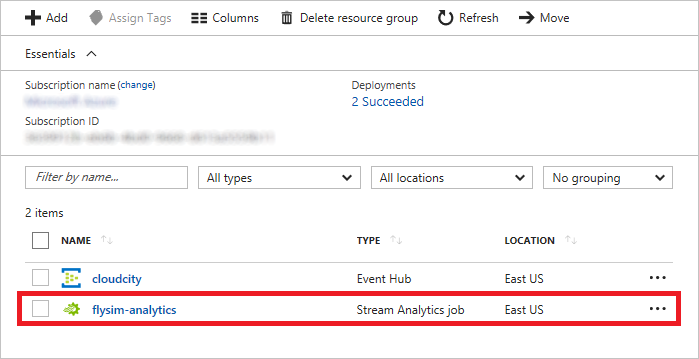 Add Assign Tags Columns Delete resource group Refresh Move
Essentials
Subscription name (change) Deployments
2 Succeeded
Subscription ID
Filter by name... All types All locations No grouping
2 items
NAME TYPE LOCATION
cloudcity Event Hub East US
flysim-analytics Stream Analytics job East US